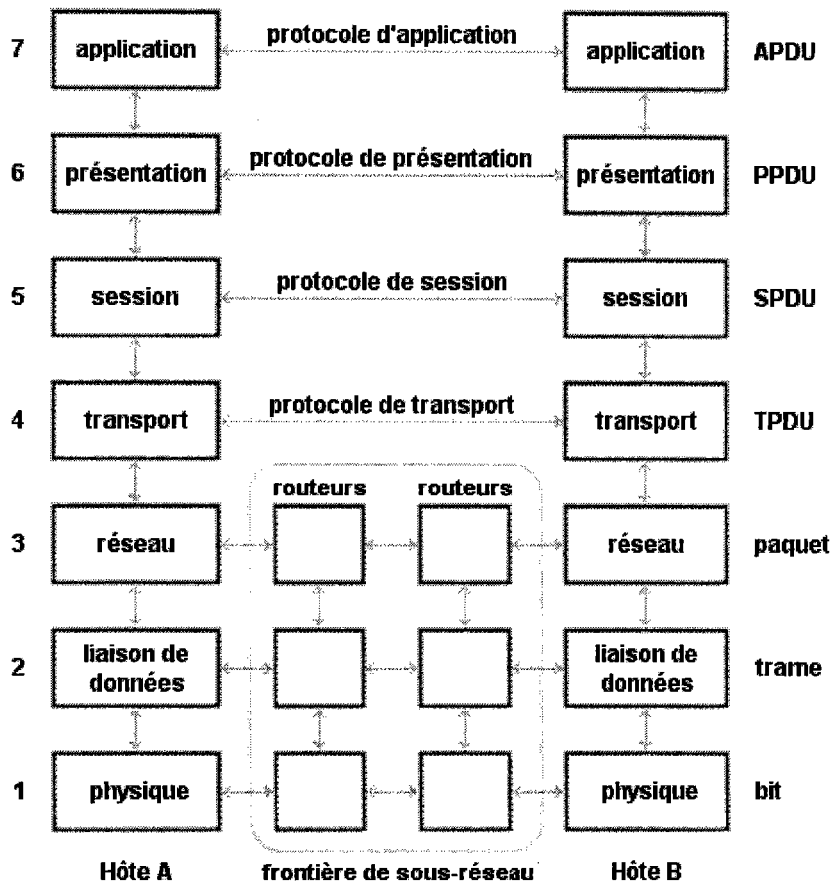 7 application protocole d'application application APDU
6 présentation protocole de présentation présentation PPDU
5 session protocole de session session SPDU
4 transport protocole de transport transport TPDU
routeurs routeurs
3 réseau réseau paquet
2 liaison de données liaison de données trame
1 physique physique bit
Hôte A frontière de sous-réseau Hôte B